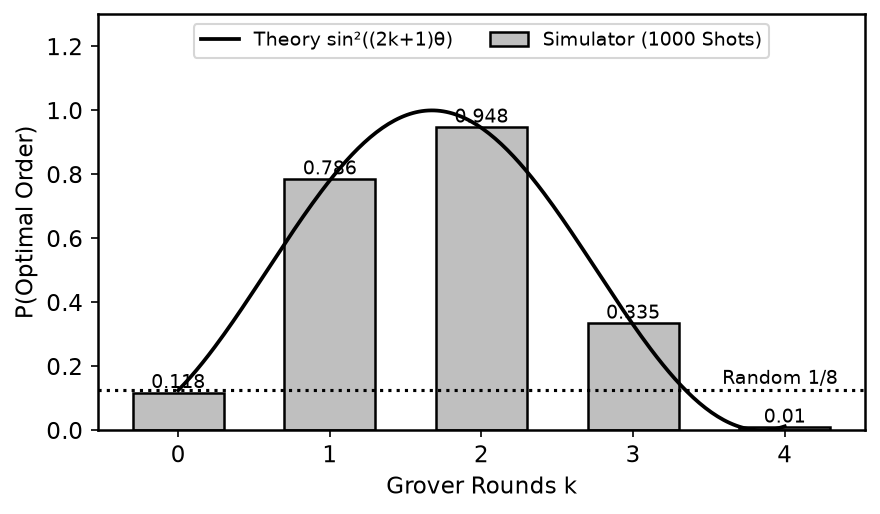 Theory sin²((2k+1)θ)
Simulator (1000 Shots)
P(Optimal Order)
1.2
1.0
0.8
0.6
0.4
0.2
0.0
0.118
0.786
0.948
0.335
0.01
Random 1/8
0 1 2 3 4
Grover Rounds k